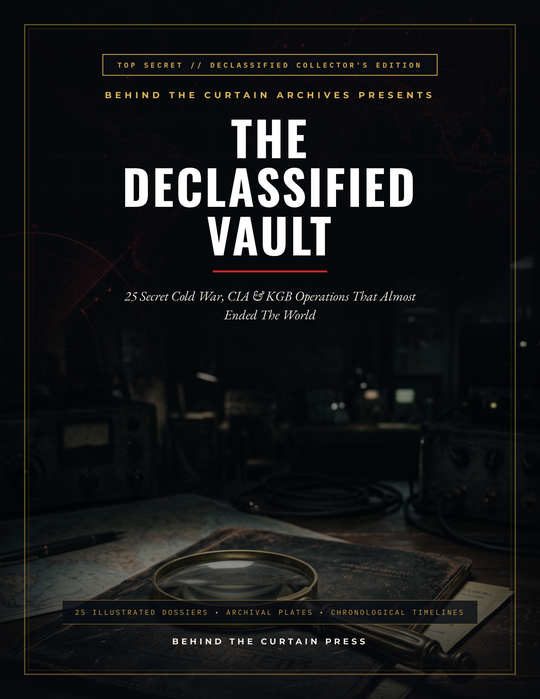 TOP SECRET // DECLASSIFIED COLLECTOR'S EDITION
BEHIND THE CURTAIN ARCHIVES PRESENTS
THE
DECLASSIFIED
VAULT
25 Secret Cold War, CIA & KGB Operations That Almost
Ended The World
25 ILLUSTRATED DOSSIERS • ARCHIVAL PLATES • CHRONOLOGICAL TIMELINES
BEHIND THE CURTAIN PRESS